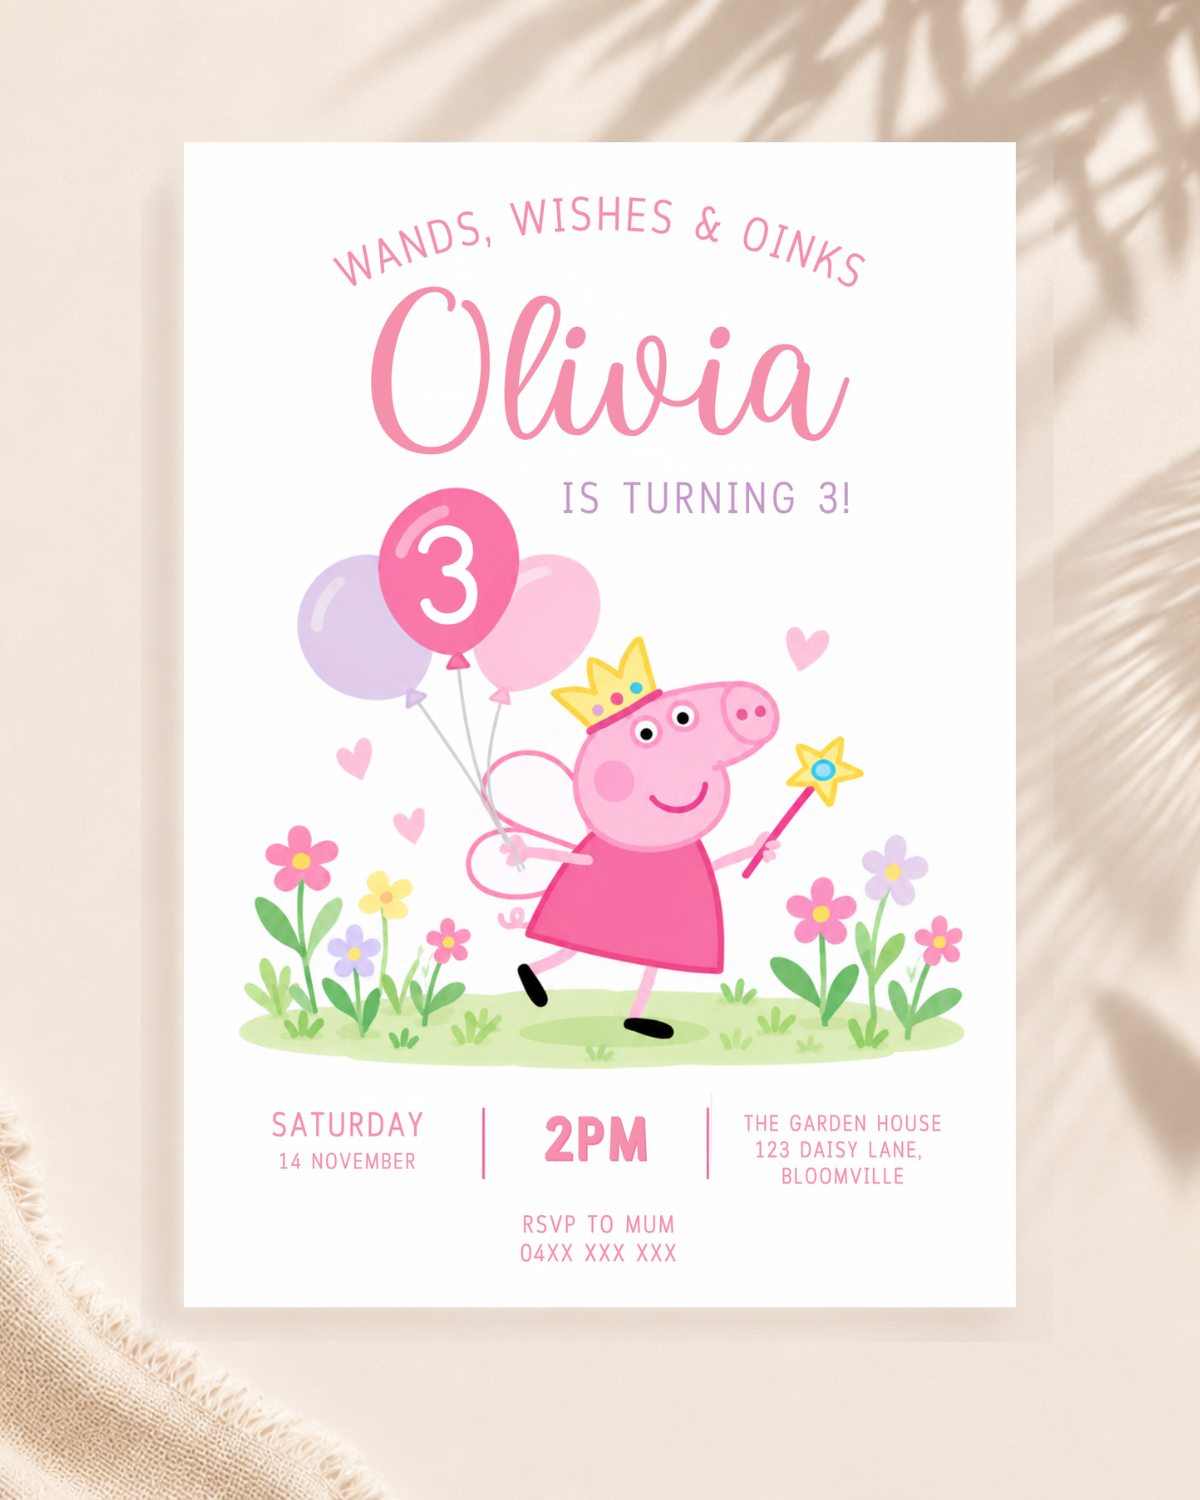 WANDS, WISHES & OINKS
Olivia
IS TURNING 3!
3
SATURDAY
14 NOVEMBER
2PM
THE GARDEN HOUSE
123 DAISY LANE,
BLOOMVILLE
RSVP TO MUM
04XX XXX XXX